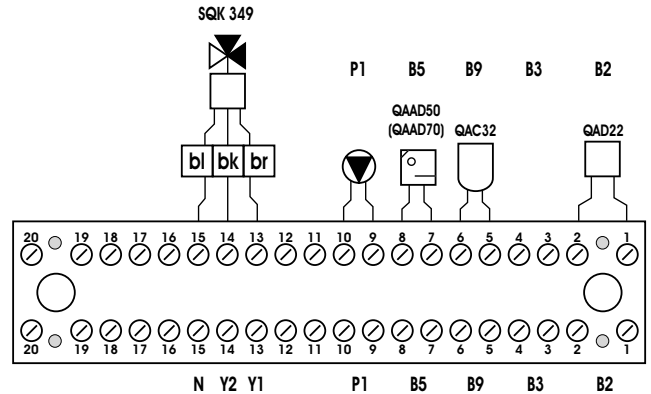 SQK 349
P1 B5 B9 B3 B2
QAAD50
(QAAD70) QAC32 QAD22
bl bk br
20 19 18 17 16 15 14 13 12 11 10 9 8 7 6 5 4 3 2 1
20 19 18 17 16 15 14 13 12 11 10 9 8 7 6 5 4 3 2 1
N Y2 Y1 P1 B5 B9 B3 B2